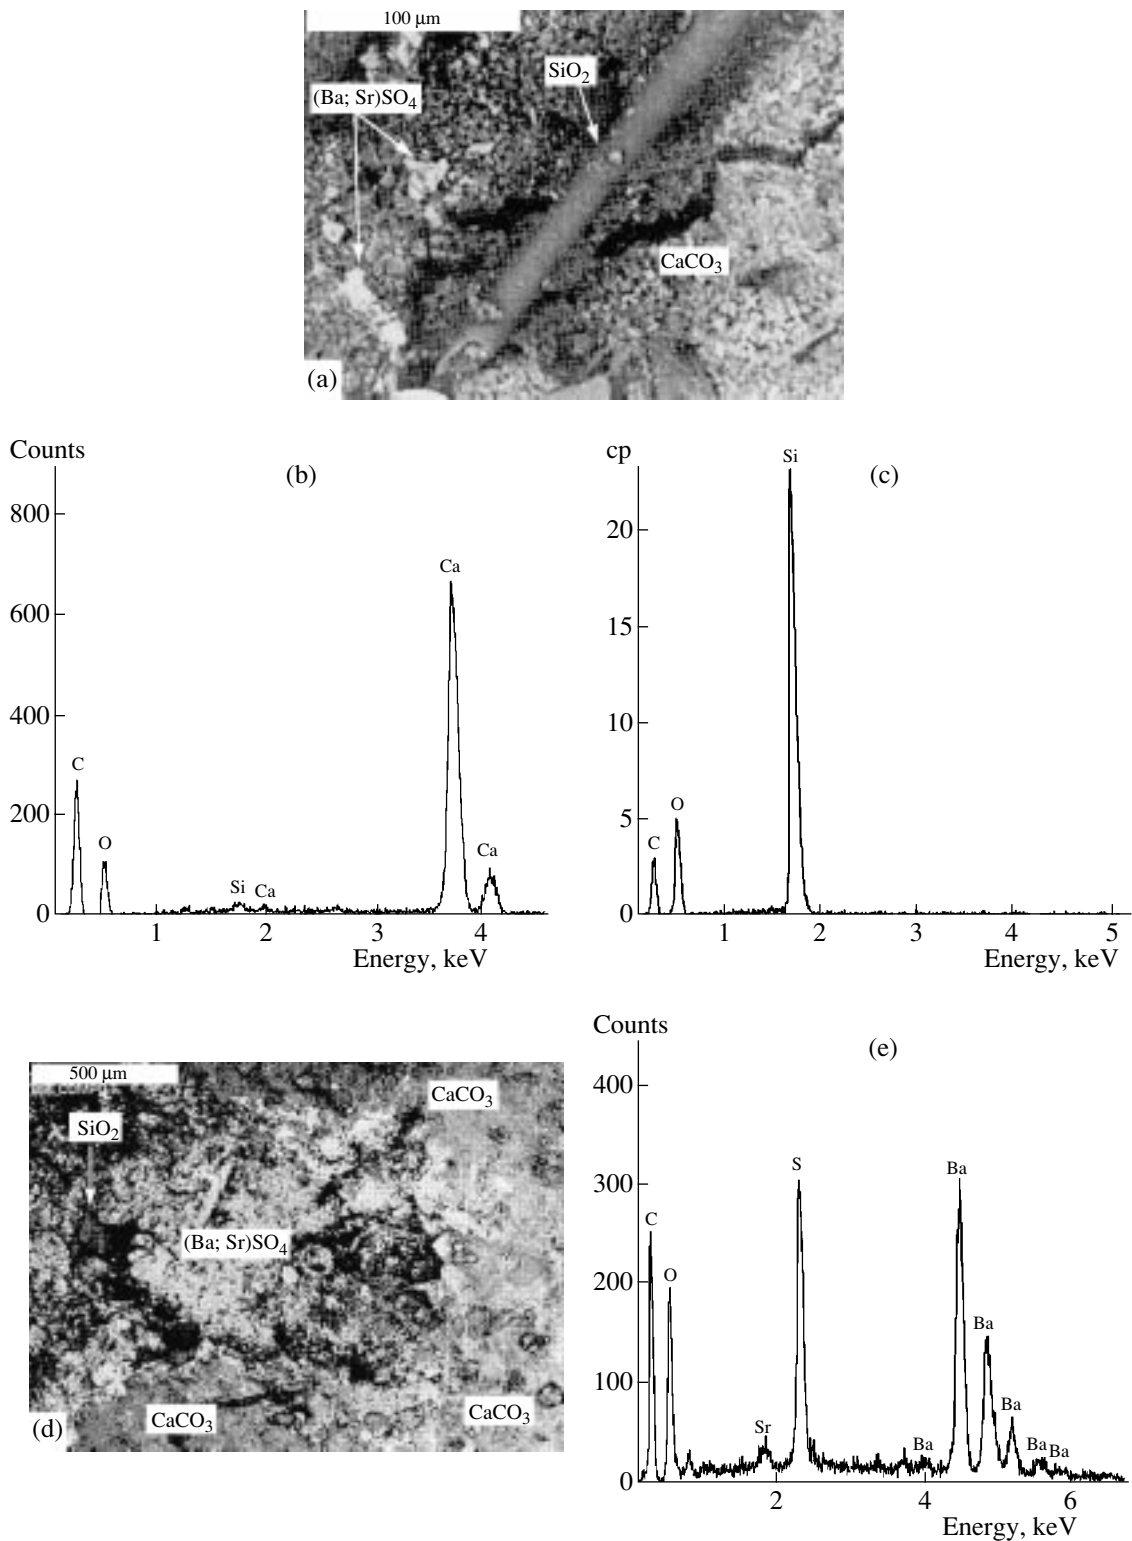 100 μm
SiO2
(Ba; Sr)SO4
CaCO3
(a)
Counts
(b)
800
600
400
200
0
C
O
Si
Ca
Ca
Ca
1
2
3
4
Energy, keV
cp
(c)
20
15
10
5
0
C
O
Si
1
2
3
4
5
Energy, keV
500 μm
CaCO3
SiO2
(Ba; Sr)SO4
CaCO3
CaCO3
(d)
Counts
(e)
400
300
200
100
0
C
O
Sr
S
Ba
Ba
Ba
Ba
Ba
Ba
2
4
6
Energy, keV